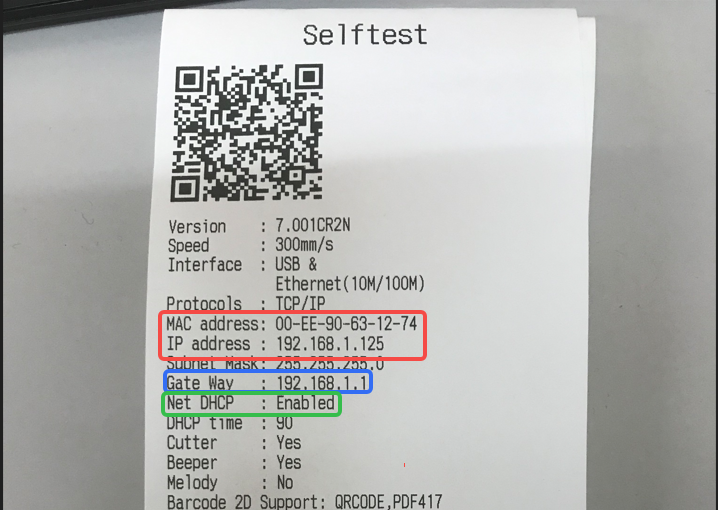 Selftest
Version : 7.001CR2N
Speed : 300mm/s
Interface : USB &
Ethernet(10M/100M)
Protocols : TCP/IP
MAC address: 00-EE-90-63-12-74
IP address : 192.168.1.125
Subnet Mask: 255.255.255.0
Gate Way : 192.168.1.1
Net DHCP : Enabled
DHCP time : 90
Cutter : Yes
Beeper : Yes
Melody : No
Barcode 2D Support: QRCODE,PDF417